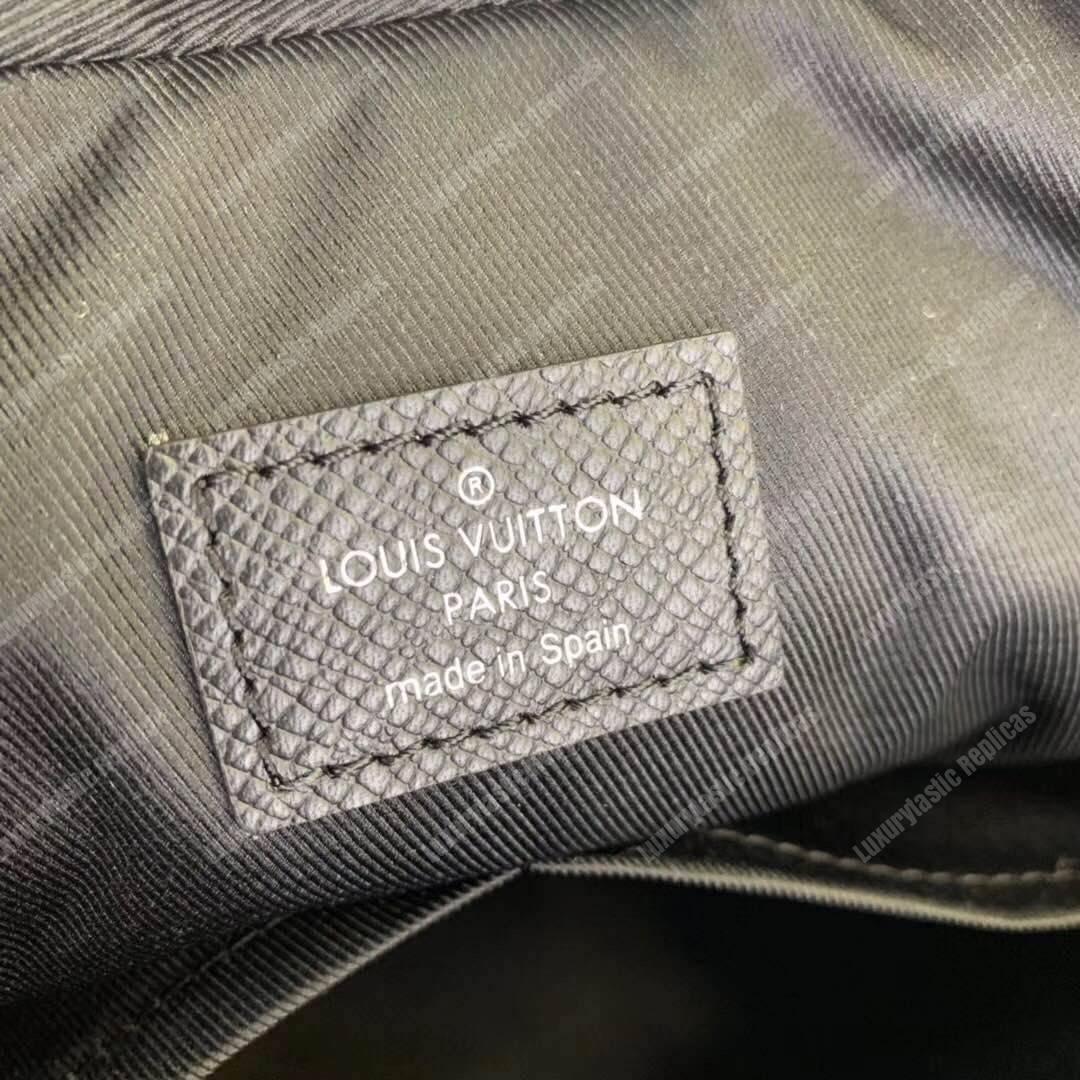 ®
LOUIS VUITTON
PARIS
made in Spain
Luxurytastic Replicas